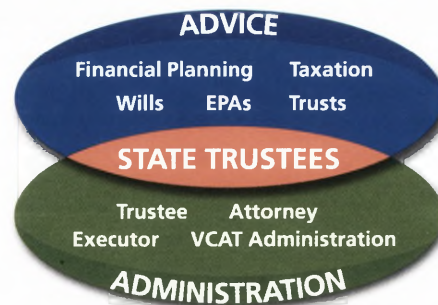 ADVICE
Financial Planning Taxation
Wills EPAs Trusts
STATE TRUSTEES
Trustee Attorney
Executor VCAT Administration
ADMINISTRATION